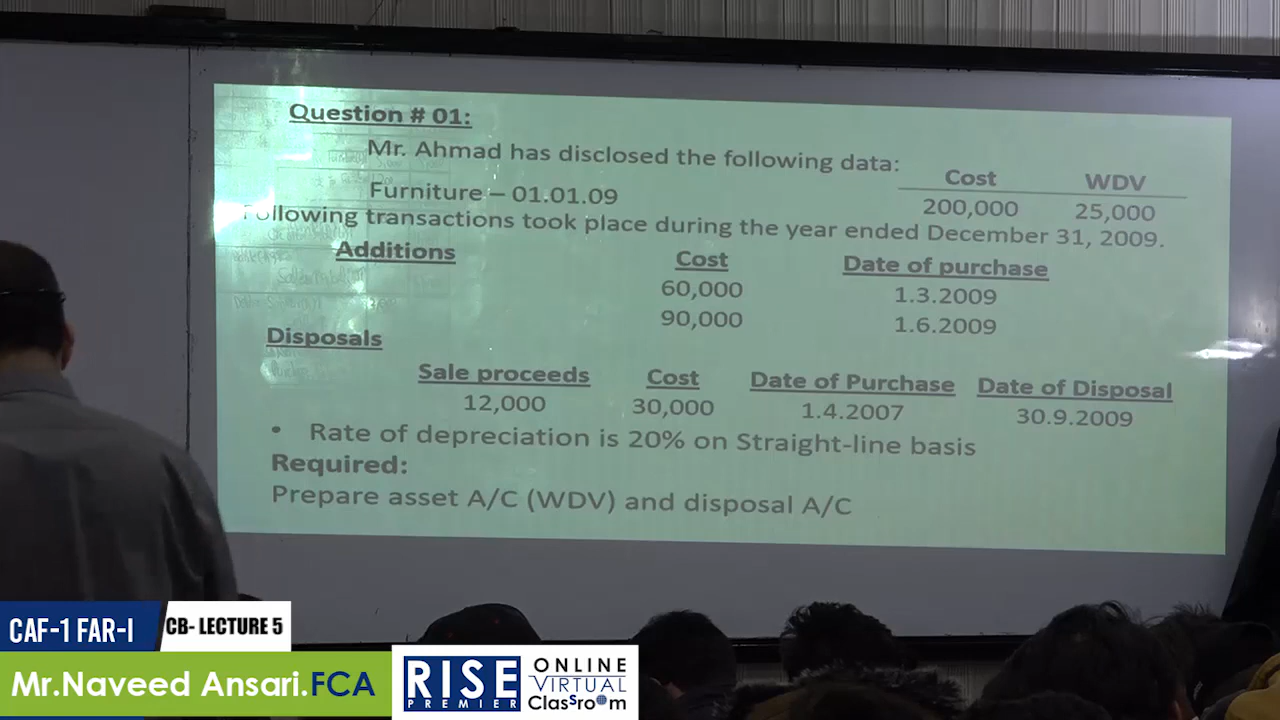 Question # 01:
Mr. Ahmad has disclosed the following data:
Cost WDV
Furniture – 01.01.09 200,000 25,000
Following transactions took place during the year ended December 31, 2009.
Additions Cost Date of purchase
60,000 1.3.2009
90,000 1.6.2009
Disposals
Sale proceeds Cost Date of Purchase Date of Disposal
12,000 30,000 1.4.2007 30.9.2009
• Rate of depreciation is 20% on Straight-line basis
Required:
Prepare asset A/C (WDV) and disposal A/C
CAF-1 FAR-I CB- LECTURE 5
Mr.Naveed Ansari.FCA
RISE
PREMIER
ONLINE
VIRTUAL
Classroom